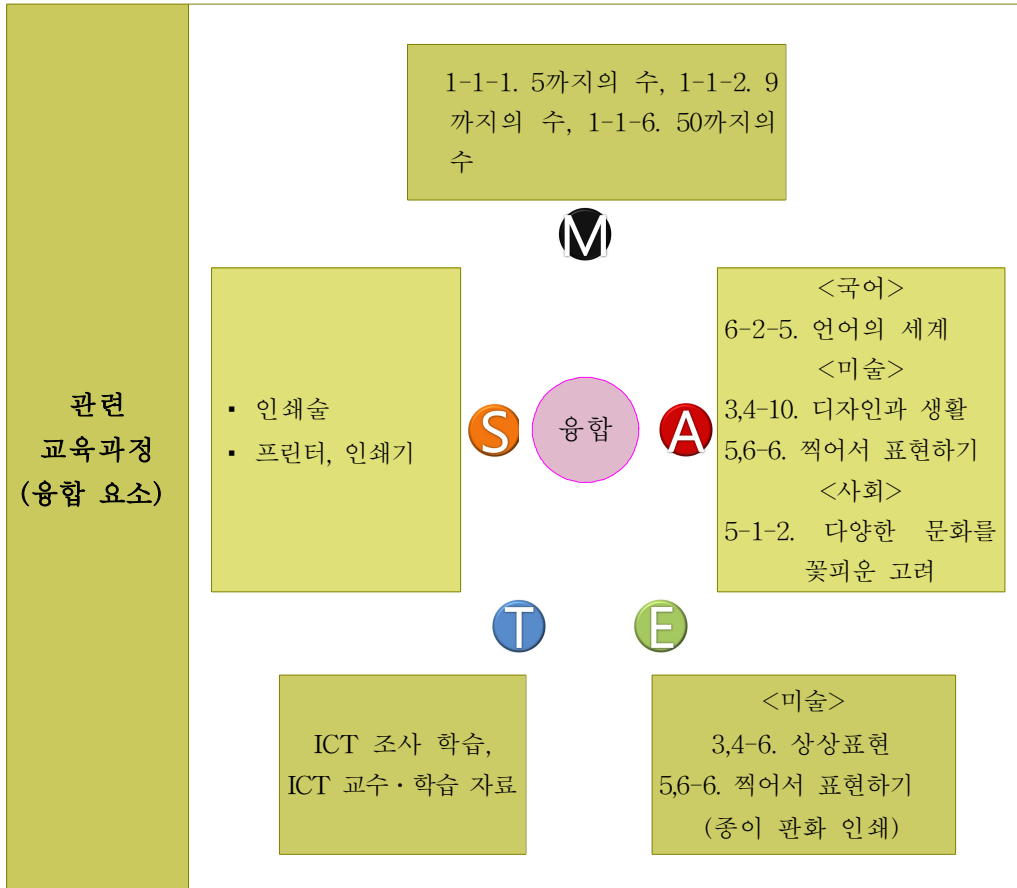 관련
교육과정
(융합 요소)
1-1-1. 5까지의 수, 1-1-2. 9
까지의 수, 1-1-6. 50까지의
수
M
▪ 인쇄술
▪ 프린터, 인쇄기
S
융합
A
<국어>
6-2-5. 언어의 세계
<미술>
3,4-10. 디자인과 생활
5,6-6. 찍어서 표현하기
<사회>
5-1-2. 다양한 문화를
꽃피운 고려
T
E
ICT 조사 학습,
ICT 교수·학습 자료
<미술>
3,4-6. 상상표현
5,6-6. 찍어서 표현하기
(종이 판화 인쇄)